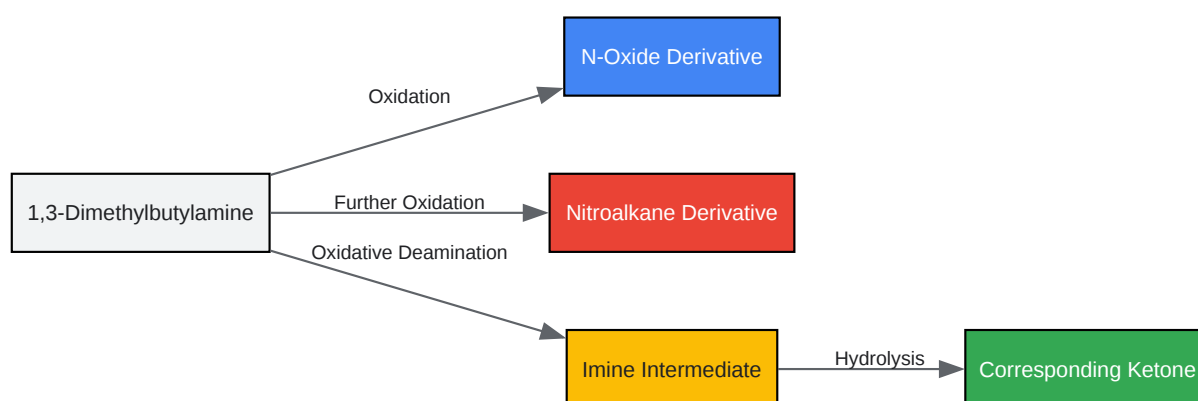 N-Oxide Derivative
Oxidation
1,3-Dimethylbutylamine
Further Oxidation
Nitroalkane Derivative
Oxidative Deamination
Imine Intermediate
Hydrolysis
Corresponding Ketone